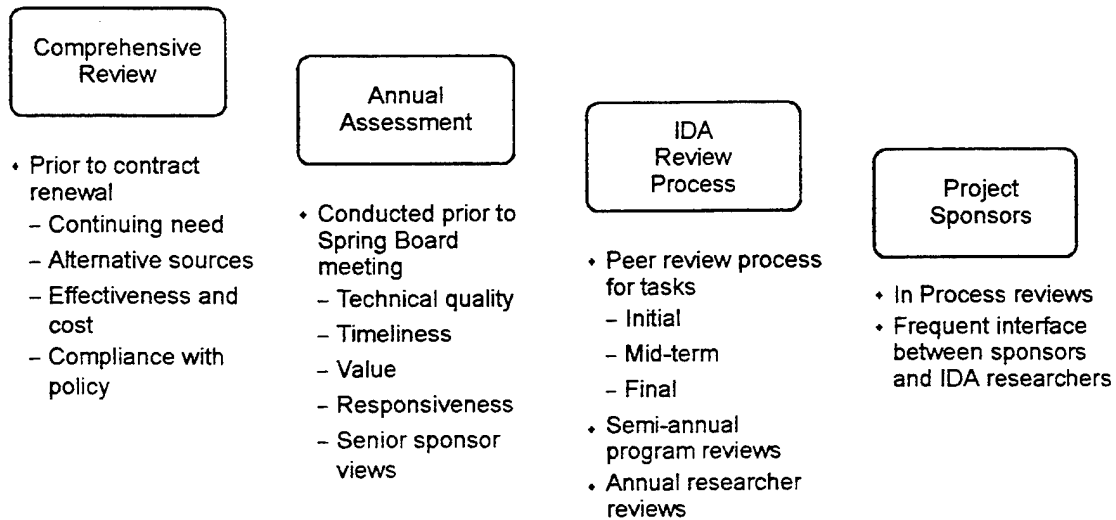 Comprehensive
Review
• Prior to contract
renewal
– Continuing need
– Alternative sources
– Effectiveness and
cost
– Compliance with
policy
Annual
Assessment
• Conducted prior to
Spring Board
meeting
– Technical quality
– Timeliness
– Value
– Responsiveness
– Senior sponsor
views
IDA
Review
Process
• Peer review process
for tasks
– Initial
– Mid-term
– Final
• Semi-annual
program reviews
• Annual researcher
reviews
Project
Sponsors
• In Process reviews
• Frequent interface
between sponsors
and IDA researchers